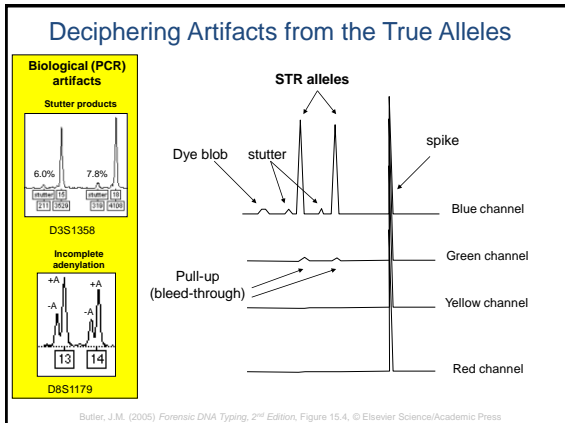 Deciphering Artifacts from the True Alleles
Biological (PCR)
artifacts
Stutter products
6.0%
7.8%
stutter 15 stutter 18
211 3529 319 4108
D3S1358
Incomplete
adenylation
+A
+A
-A
-A
13
14
D8S1179
STR alleles
Dye blob
stutter
spike
Blue channel
Green channel
Pull-up
(bleed-through)
Yellow channel
Red channel
Butler, J.M. (2005) Forensic DNA Typing, 2nd Edition, Figure 15.4, © Elsevier Science/Academic Press